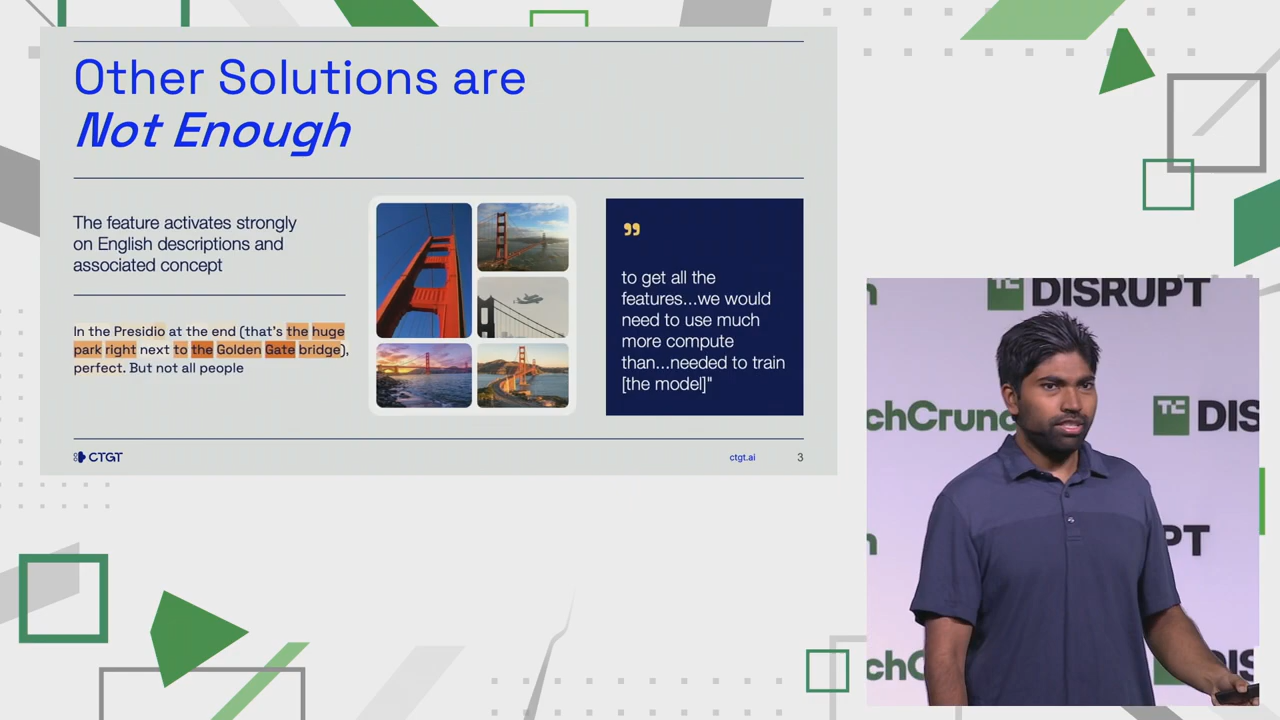 Other Solutions are
Not Enough
The feature activates strongly
on English descriptions and
associated concept
In the Presidio at the end (that's the huge
park right next to the Golden Gate bridge),
perfect. But not all people
”
to get all the
features...we would
need to use much
more compute
than...needed to train
[the model]"
CTGT
ctgt.ai
3
DISRUPT
chCrunc
TC DIS
PT
chC
DIS